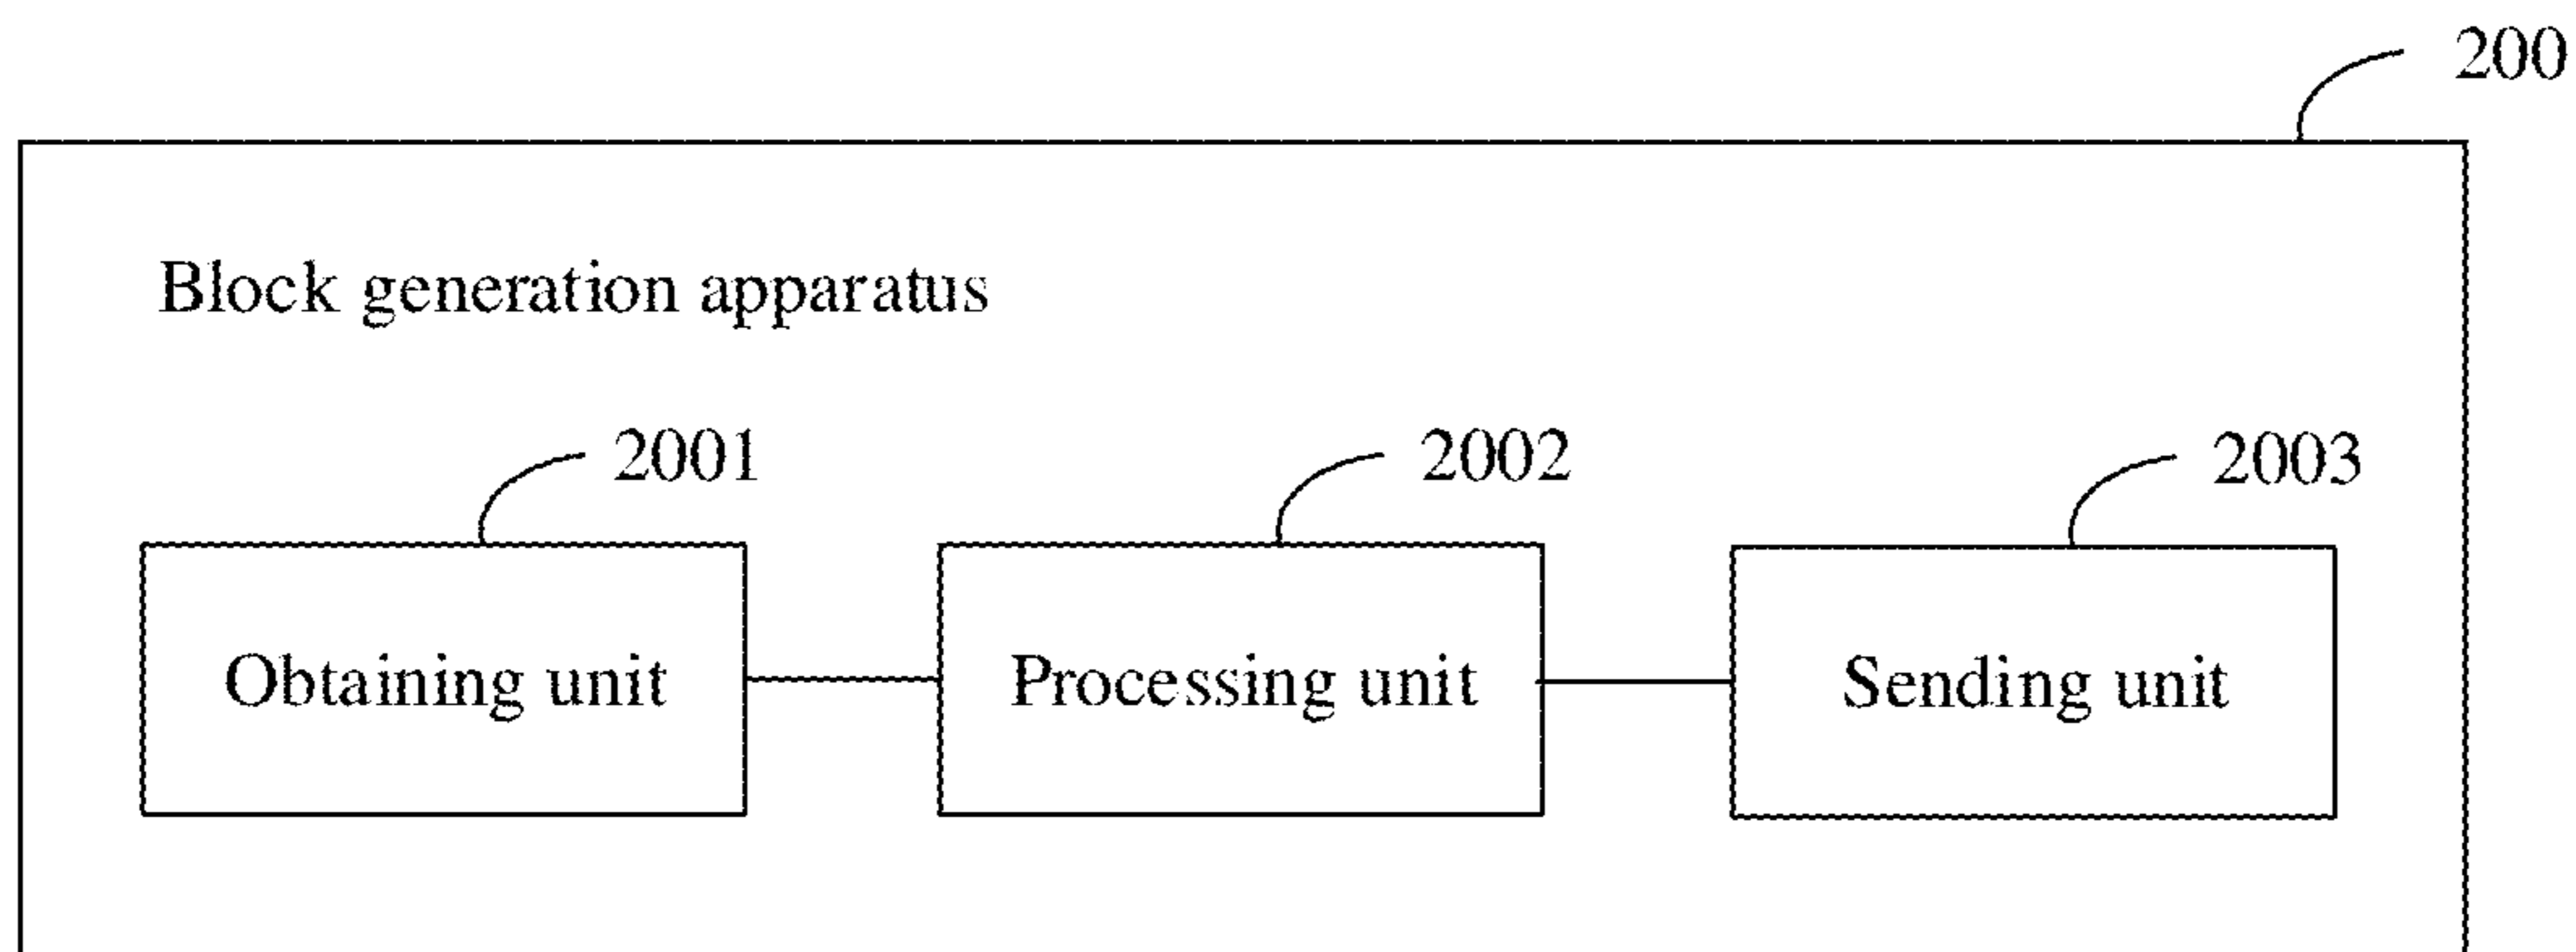 200
Block generation apparatus
2001
2002
2003
Obtaining unit
Processing unit
Sending unit